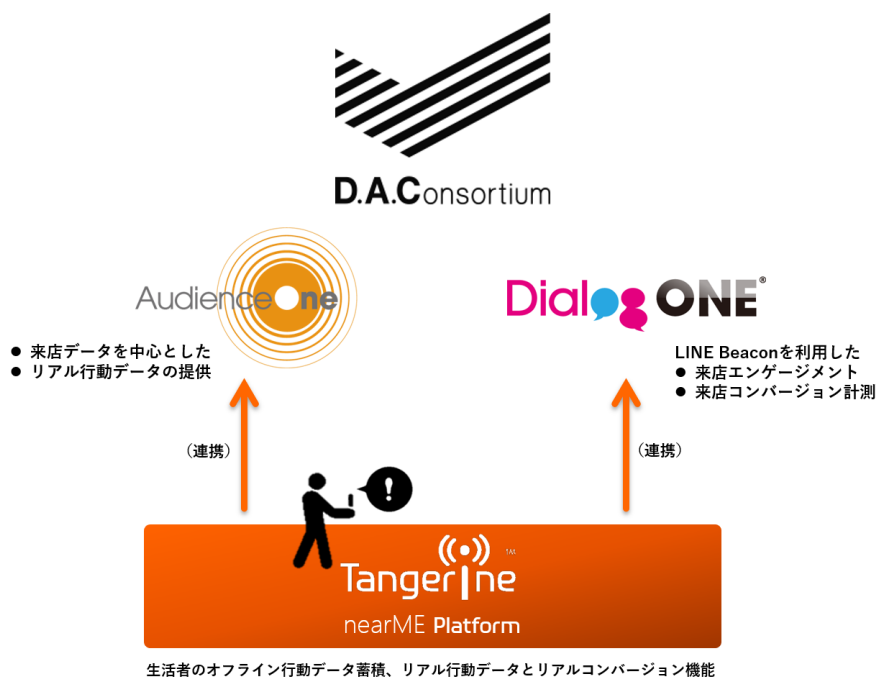 D.A.Consortium
AudienceOne
DialogONE®
● 来店データを中心とした
● リアル行動データの提供
LINE Beaconを利用した
● 来店エンゲージメント
● 来店コンバージョン計測
（連携）
（連携）
!
Tangerine℠
nearME Platform
生活者のオフライン行動データ蓄積、リアル行動データとリアルコンバージョン機能